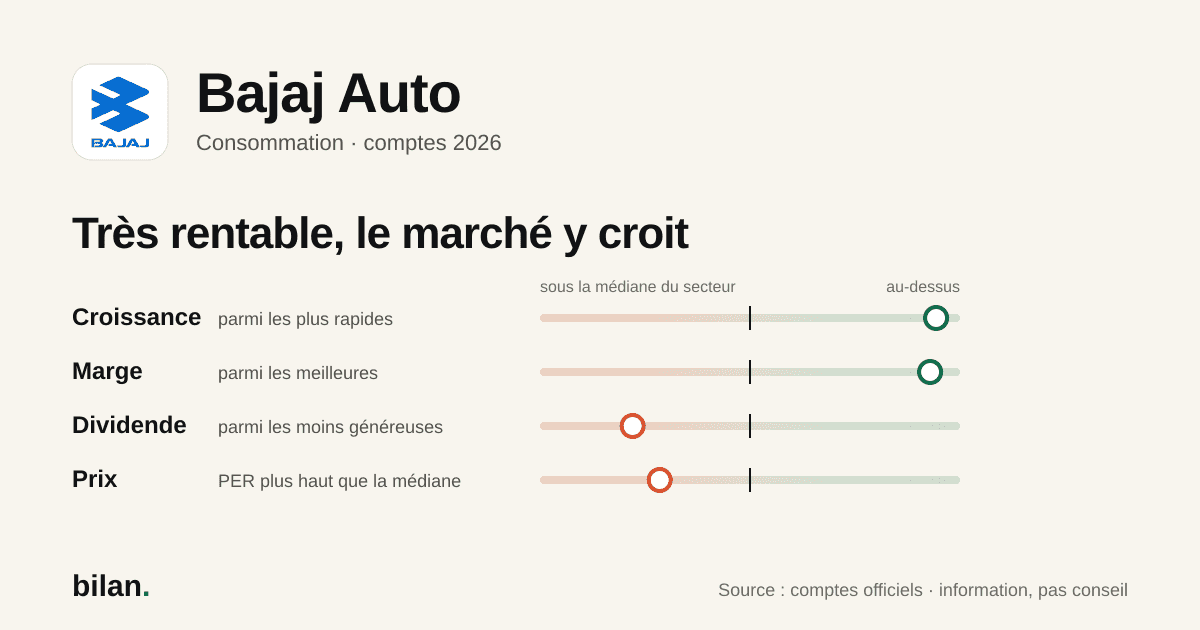 BAJAJ
Bajaj Auto
Consommation · comptes 2026
Très rentable, le marché y croit
sous la médiane du secteur au-dessus
Croissance parmi les plus rapides
Marge parmi les meilleures
Dividende parmi les moins généreuses
Prix PER plus haut que la médiane
bilan.
Source : comptes officiels · information, pas conseil